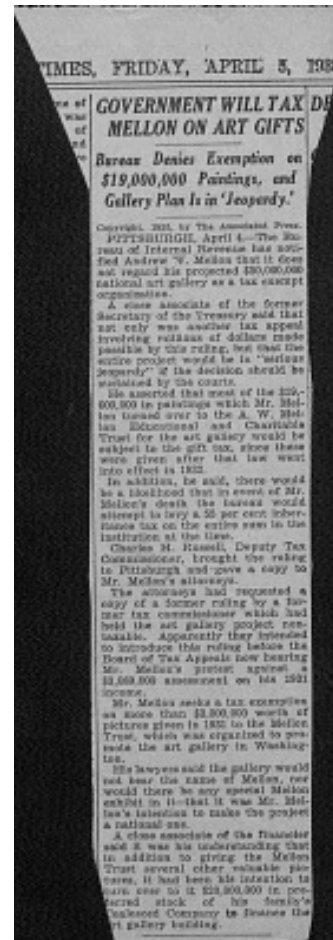 TIMES, FRIDAY, APRIL 5, 193
GOVERNMENT WILL TAX
MELLON ON ART GIFTS
Bureau Denies Exemption on
$19,000,000 Paintings, and
Gallery Plan Is in 'Jeopardy.'
Copyright, 1935, by The Associated Press.
PITTSBURGH, April 4.—The Bu-
reau of Internal Revenue has noti-
fied Andrew W. Mellon that it does
not regard his projected
national art gallery as a tax exempt
organization.
A close associate of the former
Secretary of the Treasury said that
not only was another tax appeal
involving millions of dollars made
possible by this ruling, but that the
entire project would be in "serious
jeopardy" if the decision should be
sustained by the courts.
He asserted that most of the $19,-
000,000 in paintings which Mr. Mel-
lon turned over to the A. W. Mel-
lon Educational and Charitable
Trust for the art gallery would be
subject to the gift tax, since these
were given after that law went
into effect in 1932.
In addition, he said, there would
be a likelihood that in event of Mr.
Mellon's death the bureau would
attempt to levy a per cent inher-
itance tax on the entire sum in the
institution at the time.
Charles H. Russell, Deputy Tax
Commissioner, brought the ruling
to Pittsburgh and gave a copy to
Mr. Mellon's attorneys.
The attorneys had requested a
copy of a former ruling by a for-
mer tax commissioner which had
held the art gallery project non-
taxable. Apparently they intended
to introduce this ruling before the
Board of Tax Appeals now hearing
Mr. Mellon's protest against a
assessment on his 1931
income.
Mr. Mellon seeks a tax exemption
on more than worth of
pictures given in 1931 to the Mellon
Trust, which was organized to pro-
mote the art gallery in Washing-
ton.
His lawyers said the gallery would
not bear the name of Mellon, nor
would there be any special Mellon
exhibit in it—that it was Mr. Mel-
lon's intention to make the project
a national one.
A close associate of the financier
said it was his understanding that
in addition to giving the Mellon
Trust several other valuable pic-
tures, it had been his intention to
turn over to it in pre-
ferred stock of his family's
Coalesced Company to finance the
art gallery building.